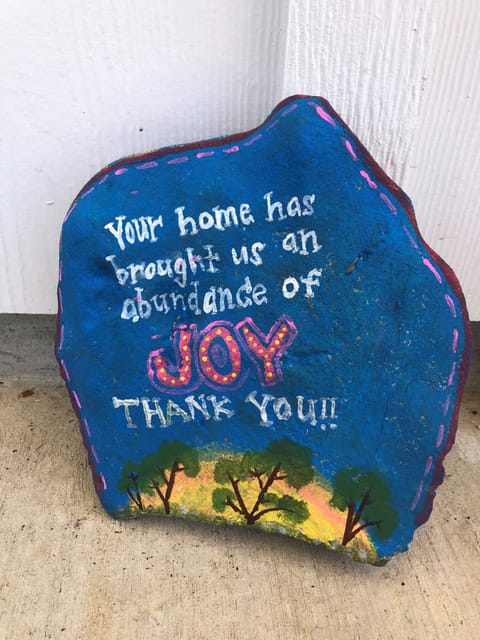 Your home has
brought us an
abundance of
JOY
THANK YOU!!